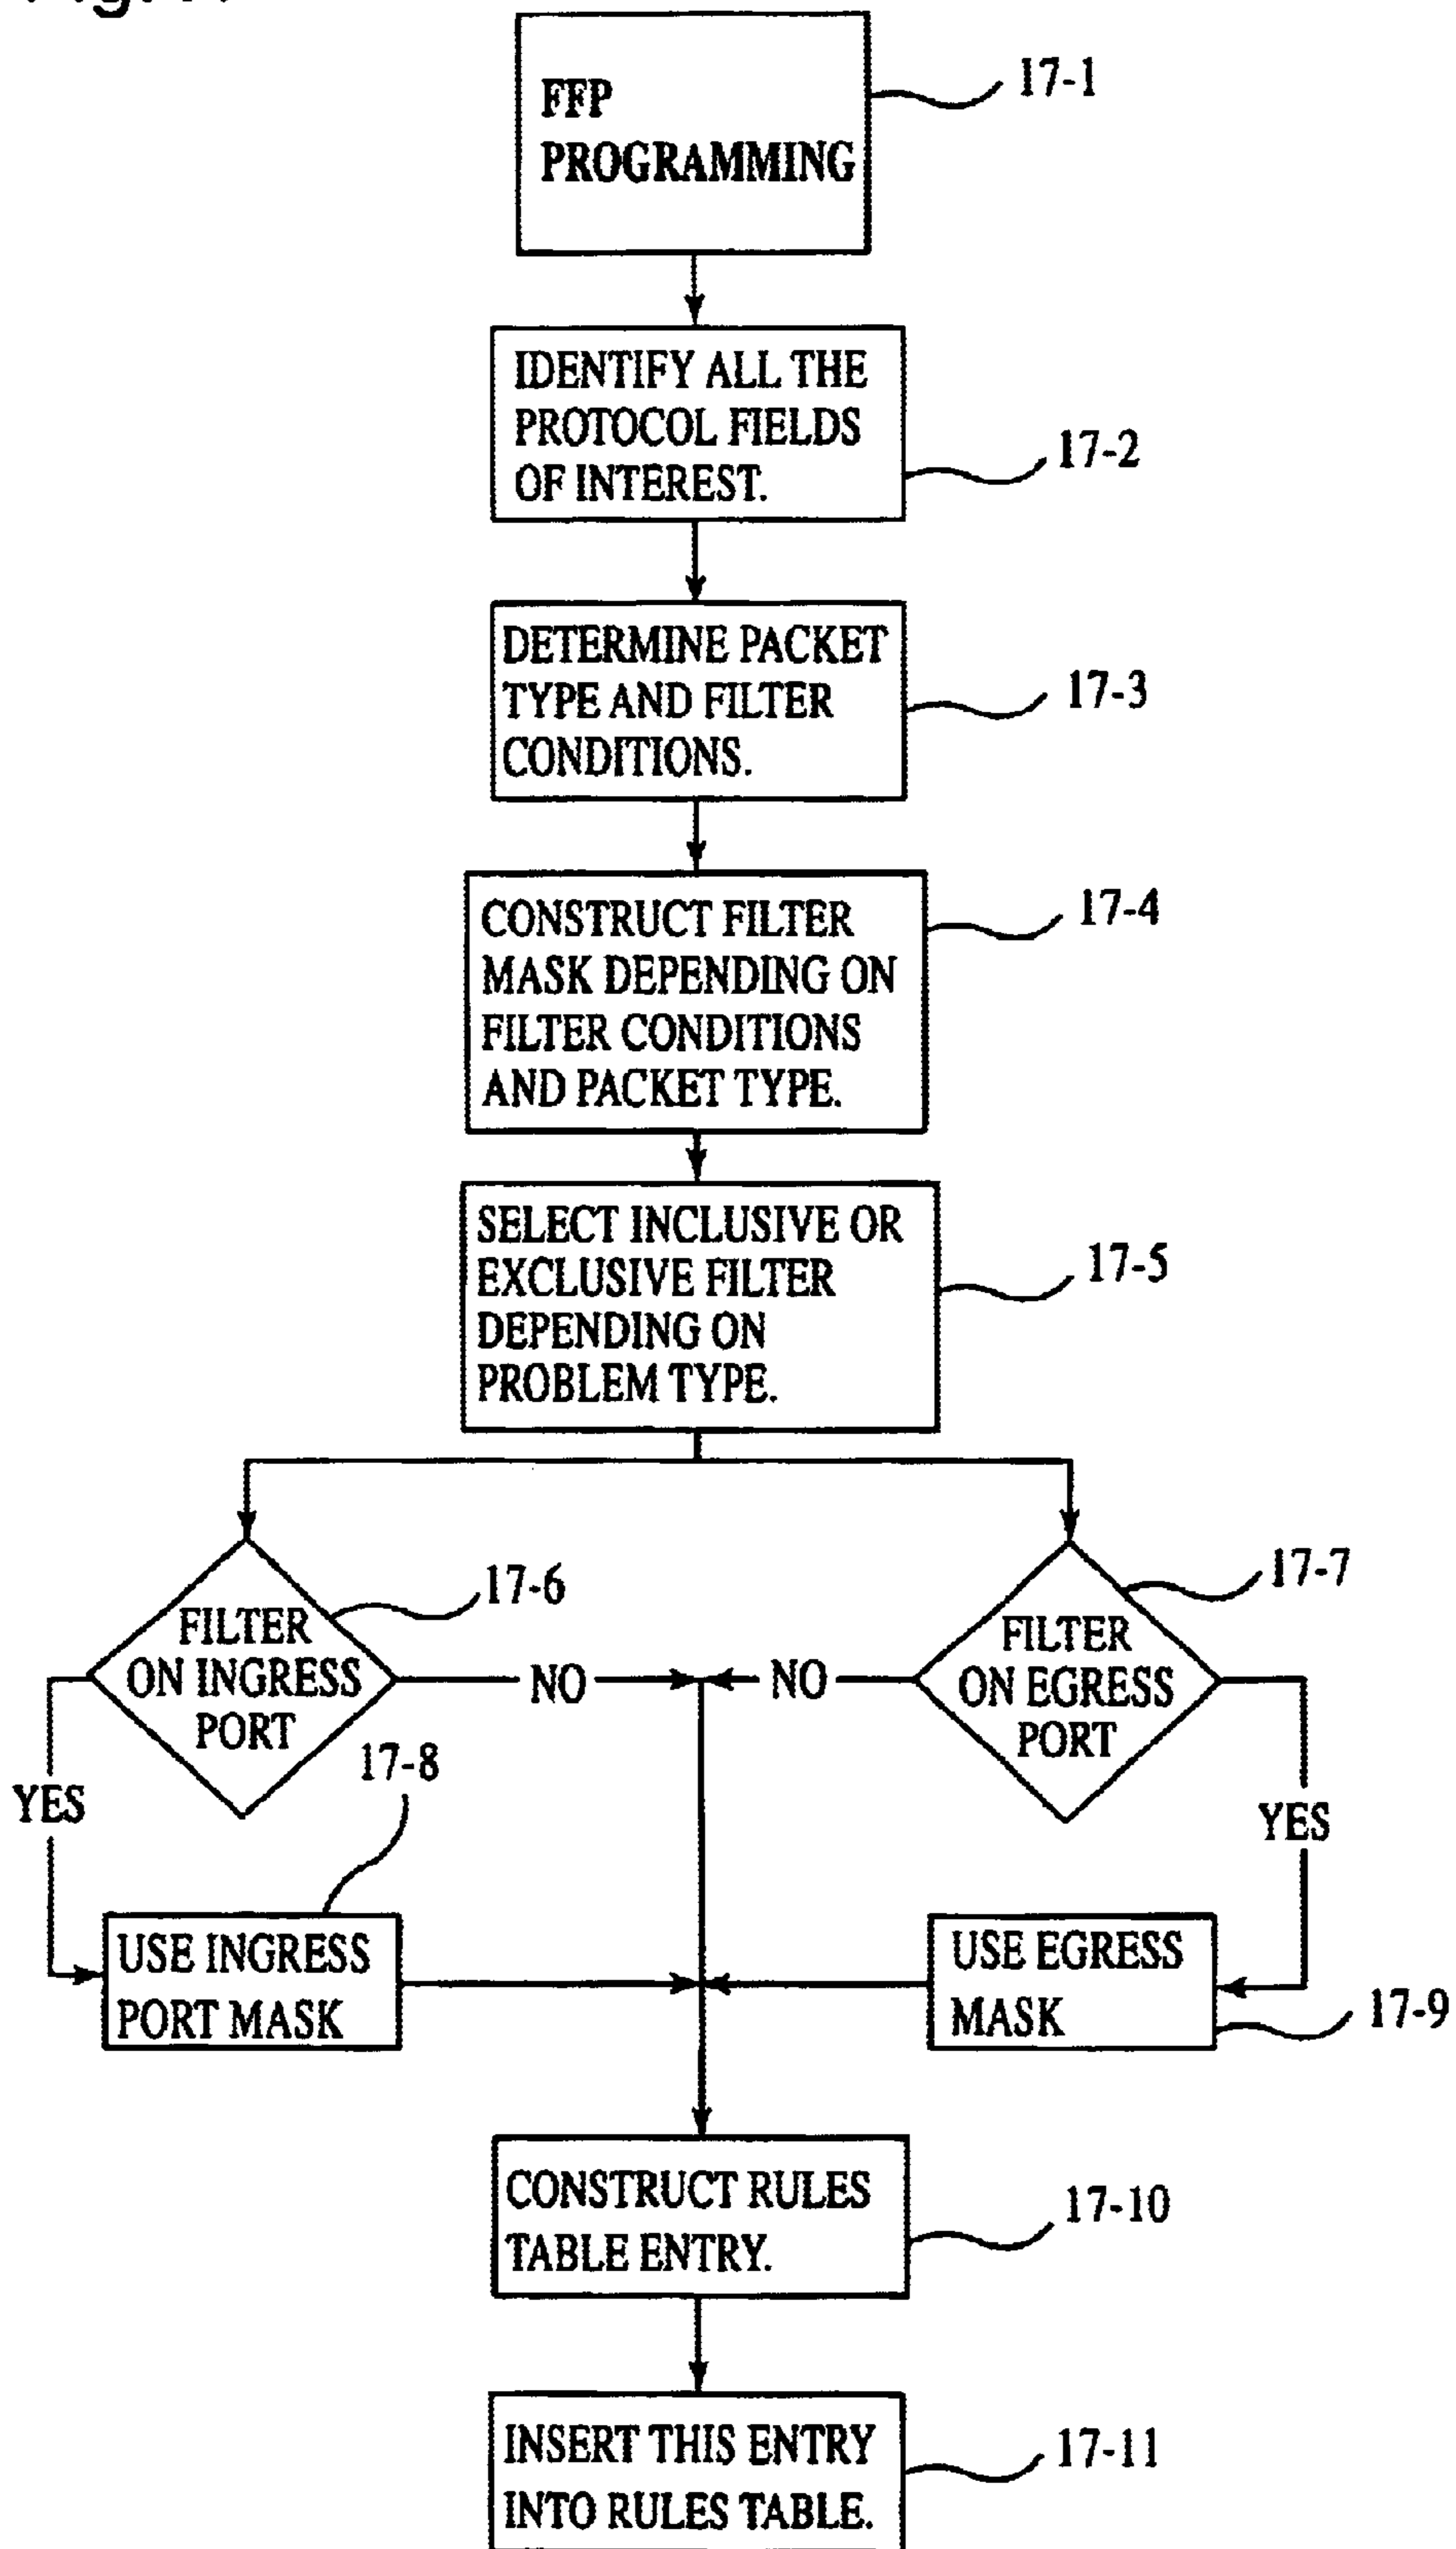 FFP
PROGRAMMING
17-1
IDENTIFY ALL THE
PROTOCOL FIELDS
OF INTEREST.
17-2
DETERMINE PACKET
TYPE AND FILTER
CONDITIONS.
17-3
CONSTRUCT FILTER
MASK DEPENDING ON
FILTER CONDITIONS
AND PACKET TYPE.
17-4
SELECT INCLUSIVE OR
EXCLUSIVE FILTER
DEPENDING ON
PROBLEM TYPE.
17-5
FILTER
ON INGRESS
PORT
17-6
NO
NO
FILTER
ON EGRESS
PORT
17-7
YES
17-8
YES
USE INGRESS
PORT MASK
USE EGRESS
MASK
17-9
CONSTRUCT RULES
TABLE ENTRY.
17-10
INSERT THIS ENTRY
INTO RULES TABLE.
17-11